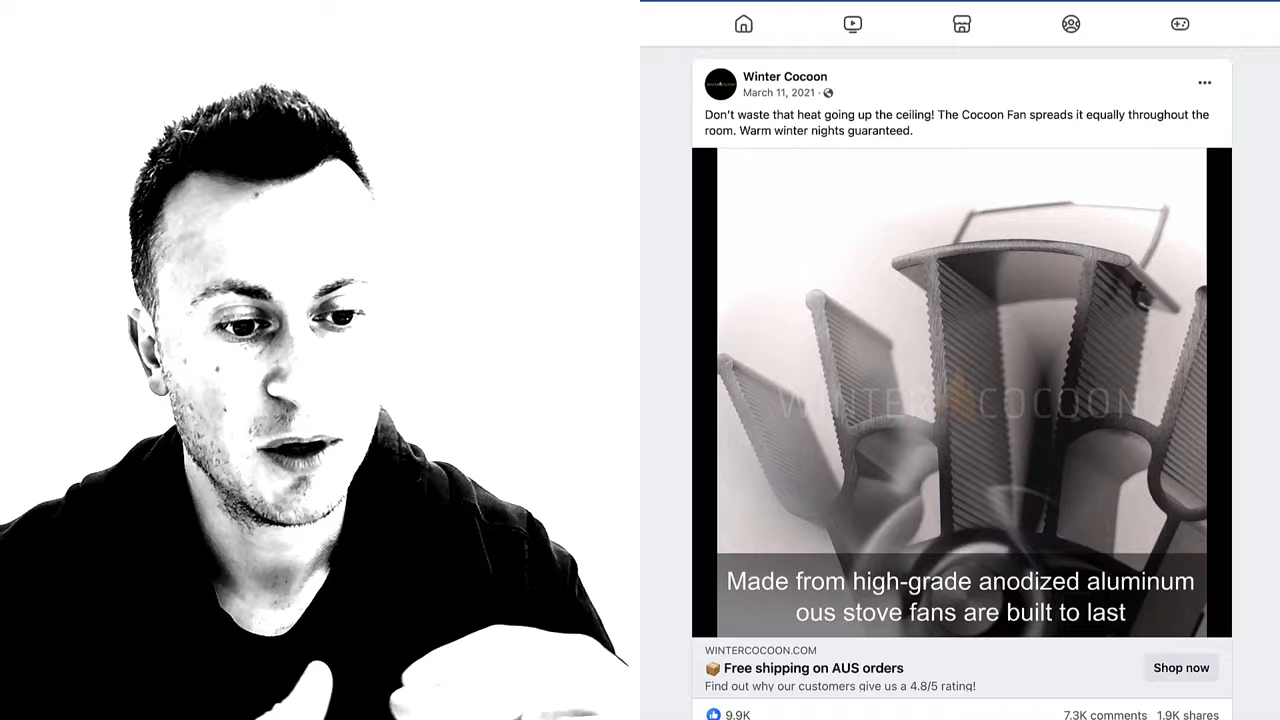 Winter Cocoon
March 11, 2021 ·
Don't waste that heat going up the ceiling! The Cocoon Fan spreads it equally throughout the
room. Warm winter nights guaranteed.
WINTER COCOON
Made from high-grade anodized aluminum
ous stove fans are built to last
WINTERCOCOON.COM
📦 Free shipping on AUS orders
Shop now
Find out why our customers give us a 4.8/5 rating!
9.9K
7.3K comments 1.9K shares